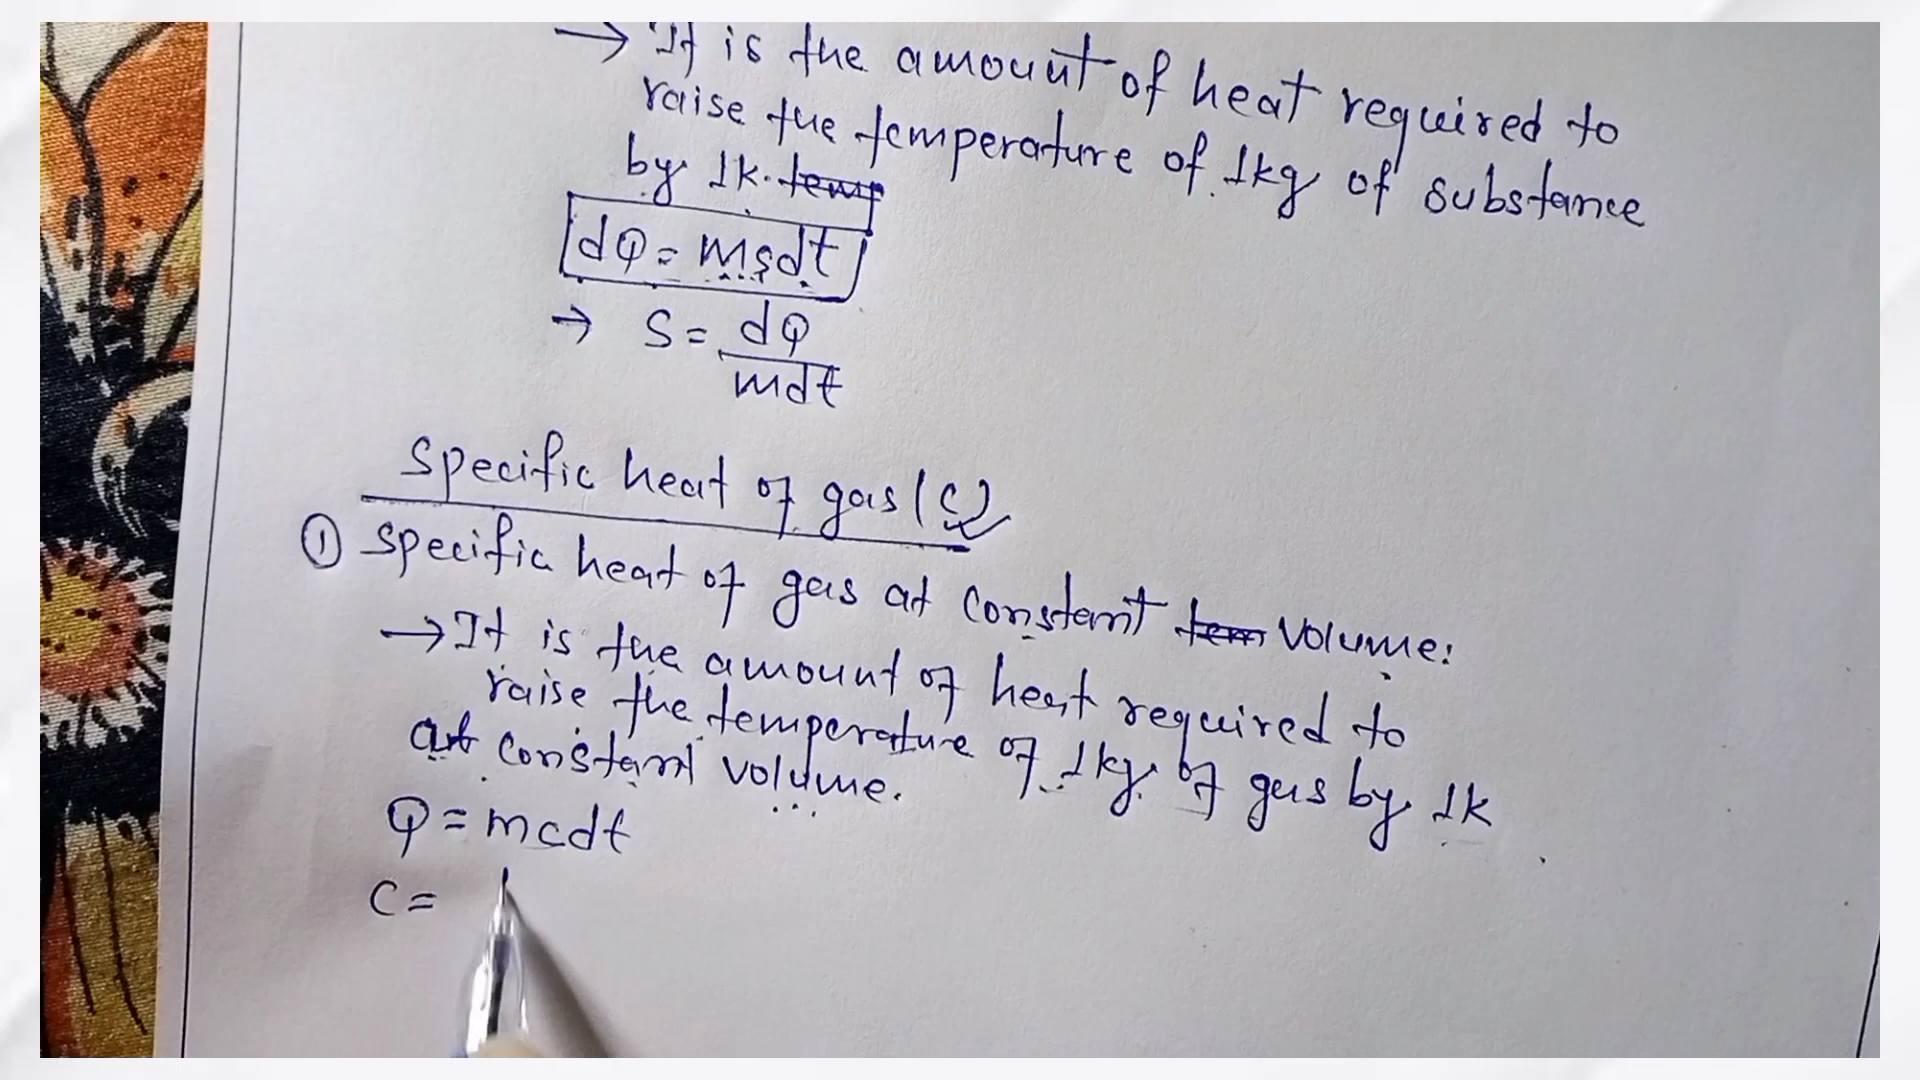 → It is the amount of heat required to
raise the temperature of 1kg of substance
by 1k. temp
dQ = msdt
→ S = dQ
mdt
Specific heat of gas (C)
① Specific heat of gas at constant tem Volume:
→ It is the amount of heat required to
raise the temperature of 1kg of gas by 1k
at constant volume.
Q = mcdt
C =